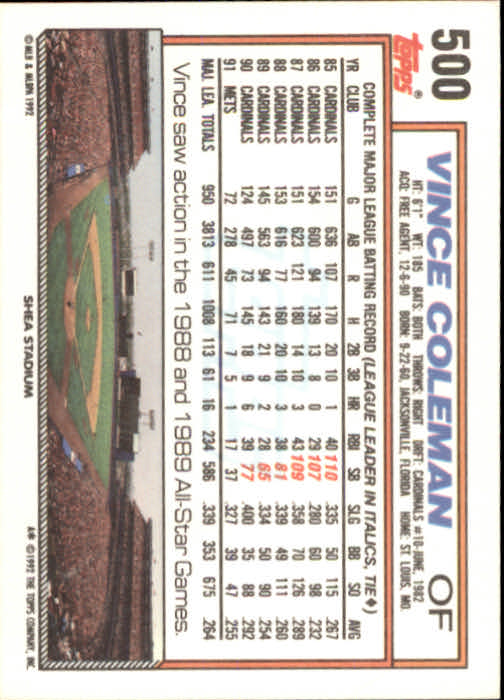 500
topps®
VINCE COLEMAN OF
HT: 6'1" WT: 185 BATS: BOTH THROWS: RIGHT DRFT: CARDINALS #10-JUNE, 1982
ACQ: FREE AGENT, 12-6-90 BORN: 9-22-60, JACKSONVILLE, FLORIDA HOME: ST. LOUIS, MO.
COMPLETE MAJOR LEAGUE BATTING RECORD (LEAGUE LEADER IN ITALICS, TIE♦)
YR CLUB G AB R H 2B 3B HR RBI SB SLG BB SO AVG
85 CARDINALS 151 636 107 170 20 10 1 40 110 .335 50 115 .267
86 CARDINALS 154 600 94 139 13 8 0 29 107 .280 60 98 .232
87 CARDINALS 151 623 121 180 14 10 3 43 109 .358 70 126 .289
88 CARDINALS 153 616 77 160 20 10 3 38 81 .339 49 111 .260
89 CARDINALS 145 563 94 143 21 9 2 28 65 .334 50 90 .254
90 CARDINALS 124 497 73 145 18 9 6 39 77 .400 35 88 .292
91 METS 72 278 45 71 7 5 1 17 37 .327 39 47 .255
MAJ. LEA. TOTALS 950 3813 611 1008 113 61 16 234 586 .339 353 675 .264
Vince saw action in the 1988 and 1989 All-Star Games.
SHEA STADIUM
© MLB & MLBPA 1992
A® ©1992 THE TOPPS COMPANY, INC.